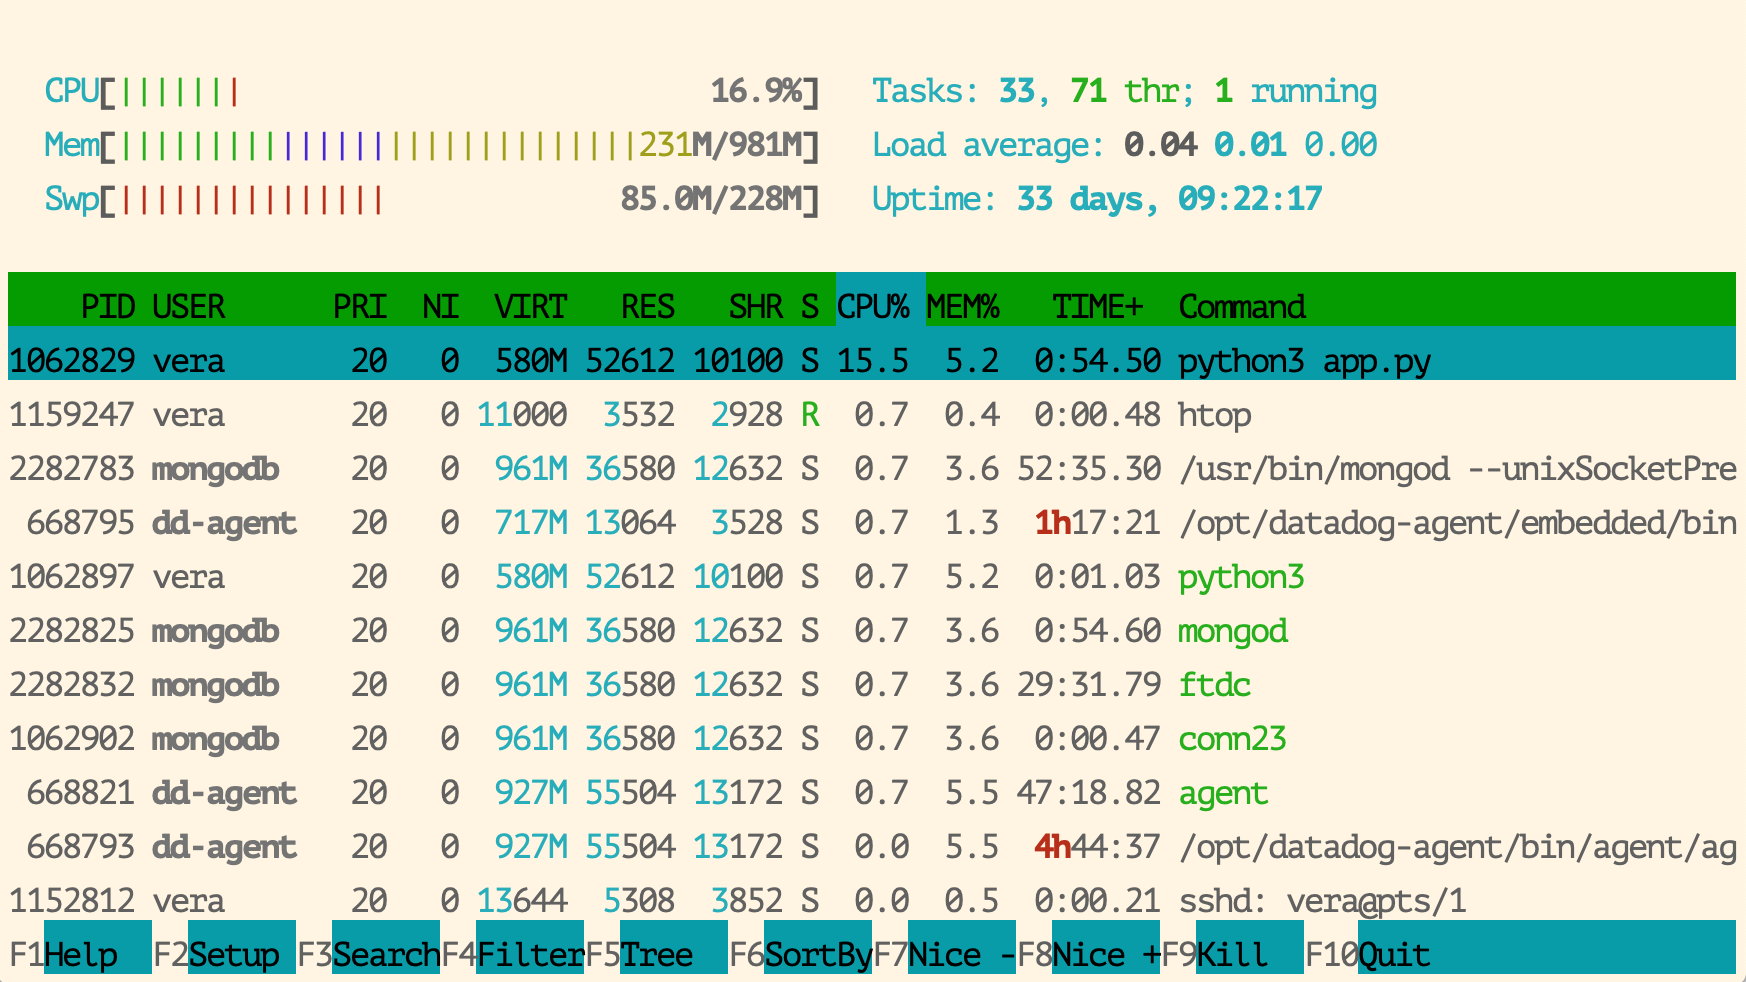 CPU[||||||| 16.9%] Tasks: 33, 71 thr; 1 running
Mem[|||||||||||||||||||||||||||||231M/981M] Load average: 0.04 0.01 0.00
Swp[||||||||||||||| 85.0M/228M] Uptime: 33 days, 09:22:17
PID USER PRI NI VIRT RES SHR S CPU% MEM% TIME+ Command
1062829 vera 20 0 580M 52612 10100 S 15.5 5.2 0:54.50 python3 app.py
1159247 vera 20 0 11000 3532 2928 R 0.7 0.4 0:00.48 htop
2282783 mongodb 20 0 961M 36580 12632 S 0.7 3.6 52:35.30 /usr/bin/mongod --unixSocketPre
668795 dd-agent 20 0 717M 13064 3528 S 0.7 1.3 1h17:21 /opt/datadog-agent/embedded/bin
1062897 vera 20 0 580M 52612 10100 S 0.7 5.2 0:01.03 python3
2282825 mongodb 20 0 961M 36580 12632 S 0.7 3.6 0:54.60 mongod
2282832 mongodb 20 0 961M 36580 12632 S 0.7 3.6 29:31.79 ftdc
1062902 mongodb 20 0 961M 36580 12632 S 0.7 3.6 0:00.47 conn23
668821 dd-agent 20 0 927M 55504 13172 S 0.7 5.5 47:18.82 agent
668793 dd-agent 20 0 927M 55504 13172 S 0.0 5.5 4h44:37 /opt/datadog-agent/bin/agent/ag
1152812 vera 20 0 13644 5308 3852 S 0.0 0.5 0:00.21 sshd: vera@pts/1
F1Help F2Setup F3SearchF4FilterF5Tree F6SortByF7Nice -F8Nice +F9Kill F10Quit